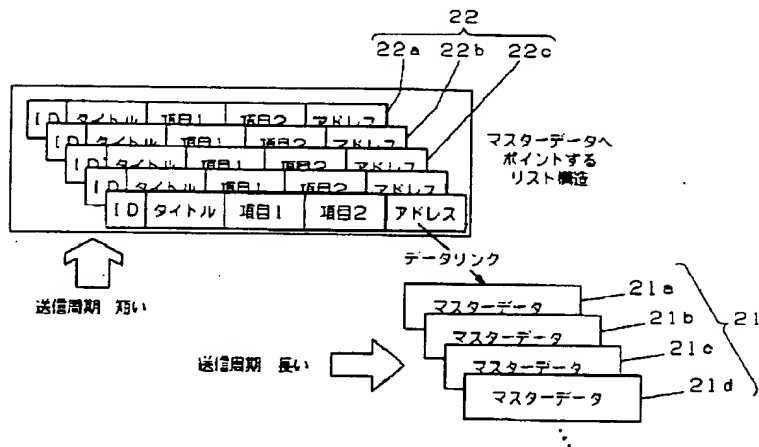 22
22a 22b 22c
ID タイトル 項目1 項目2 アドレス
ID タイトル 項目1 項目2 アドレス
ID タイトル 項目1 項目2 アドレス
ID タイトル 項目1 項目2 アドレス
ID タイトル 項目1 項目2 アドレス
マスターデータへ
ポイントする
リスト構造
データリンク
送信周期 短い
マスターデータ 21a
マスターデータ 21b
マスターデータ 21c
マスターデータ 21d
21
送信周期 長い